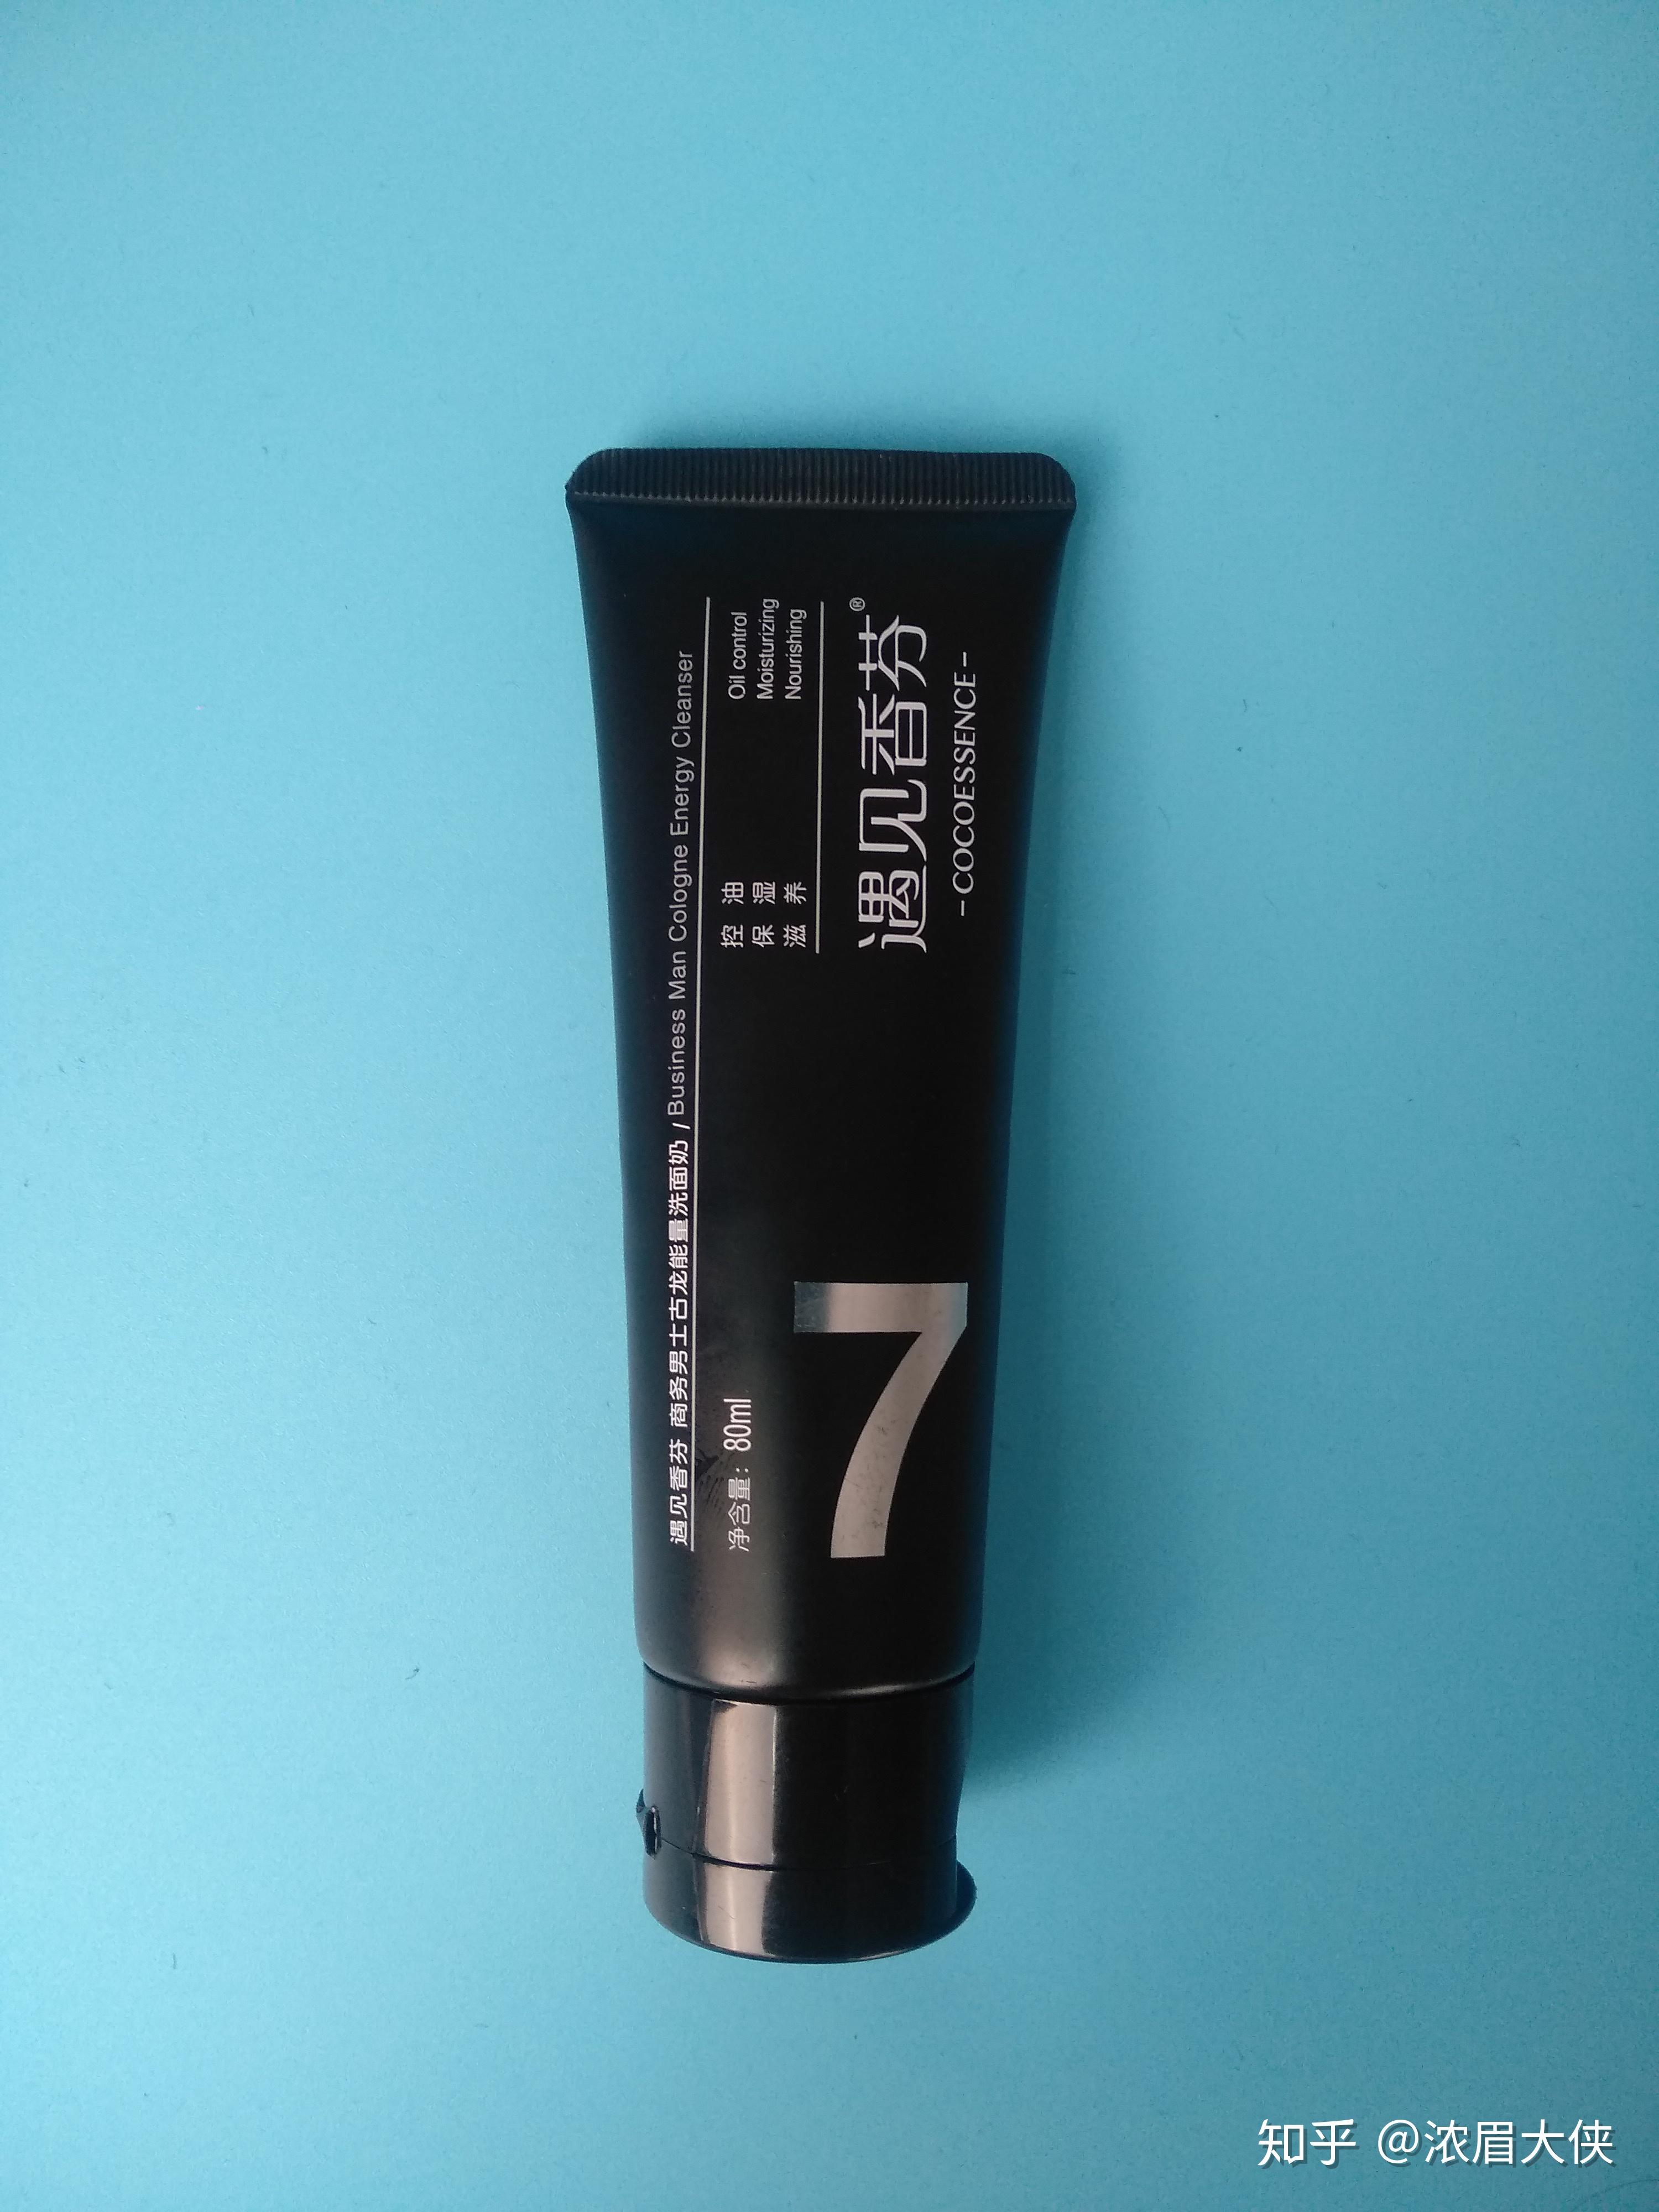 遇见香芬 商务男士古龙能量洗面奶 / Business Man Cologne Energy Cleanser
净含量：80ml
控油 Oil control
保湿 Moisturizing
滋养 Nourishing
7
遇见香芬®
-COCOESSENCE-
知乎 @浓眉大侠